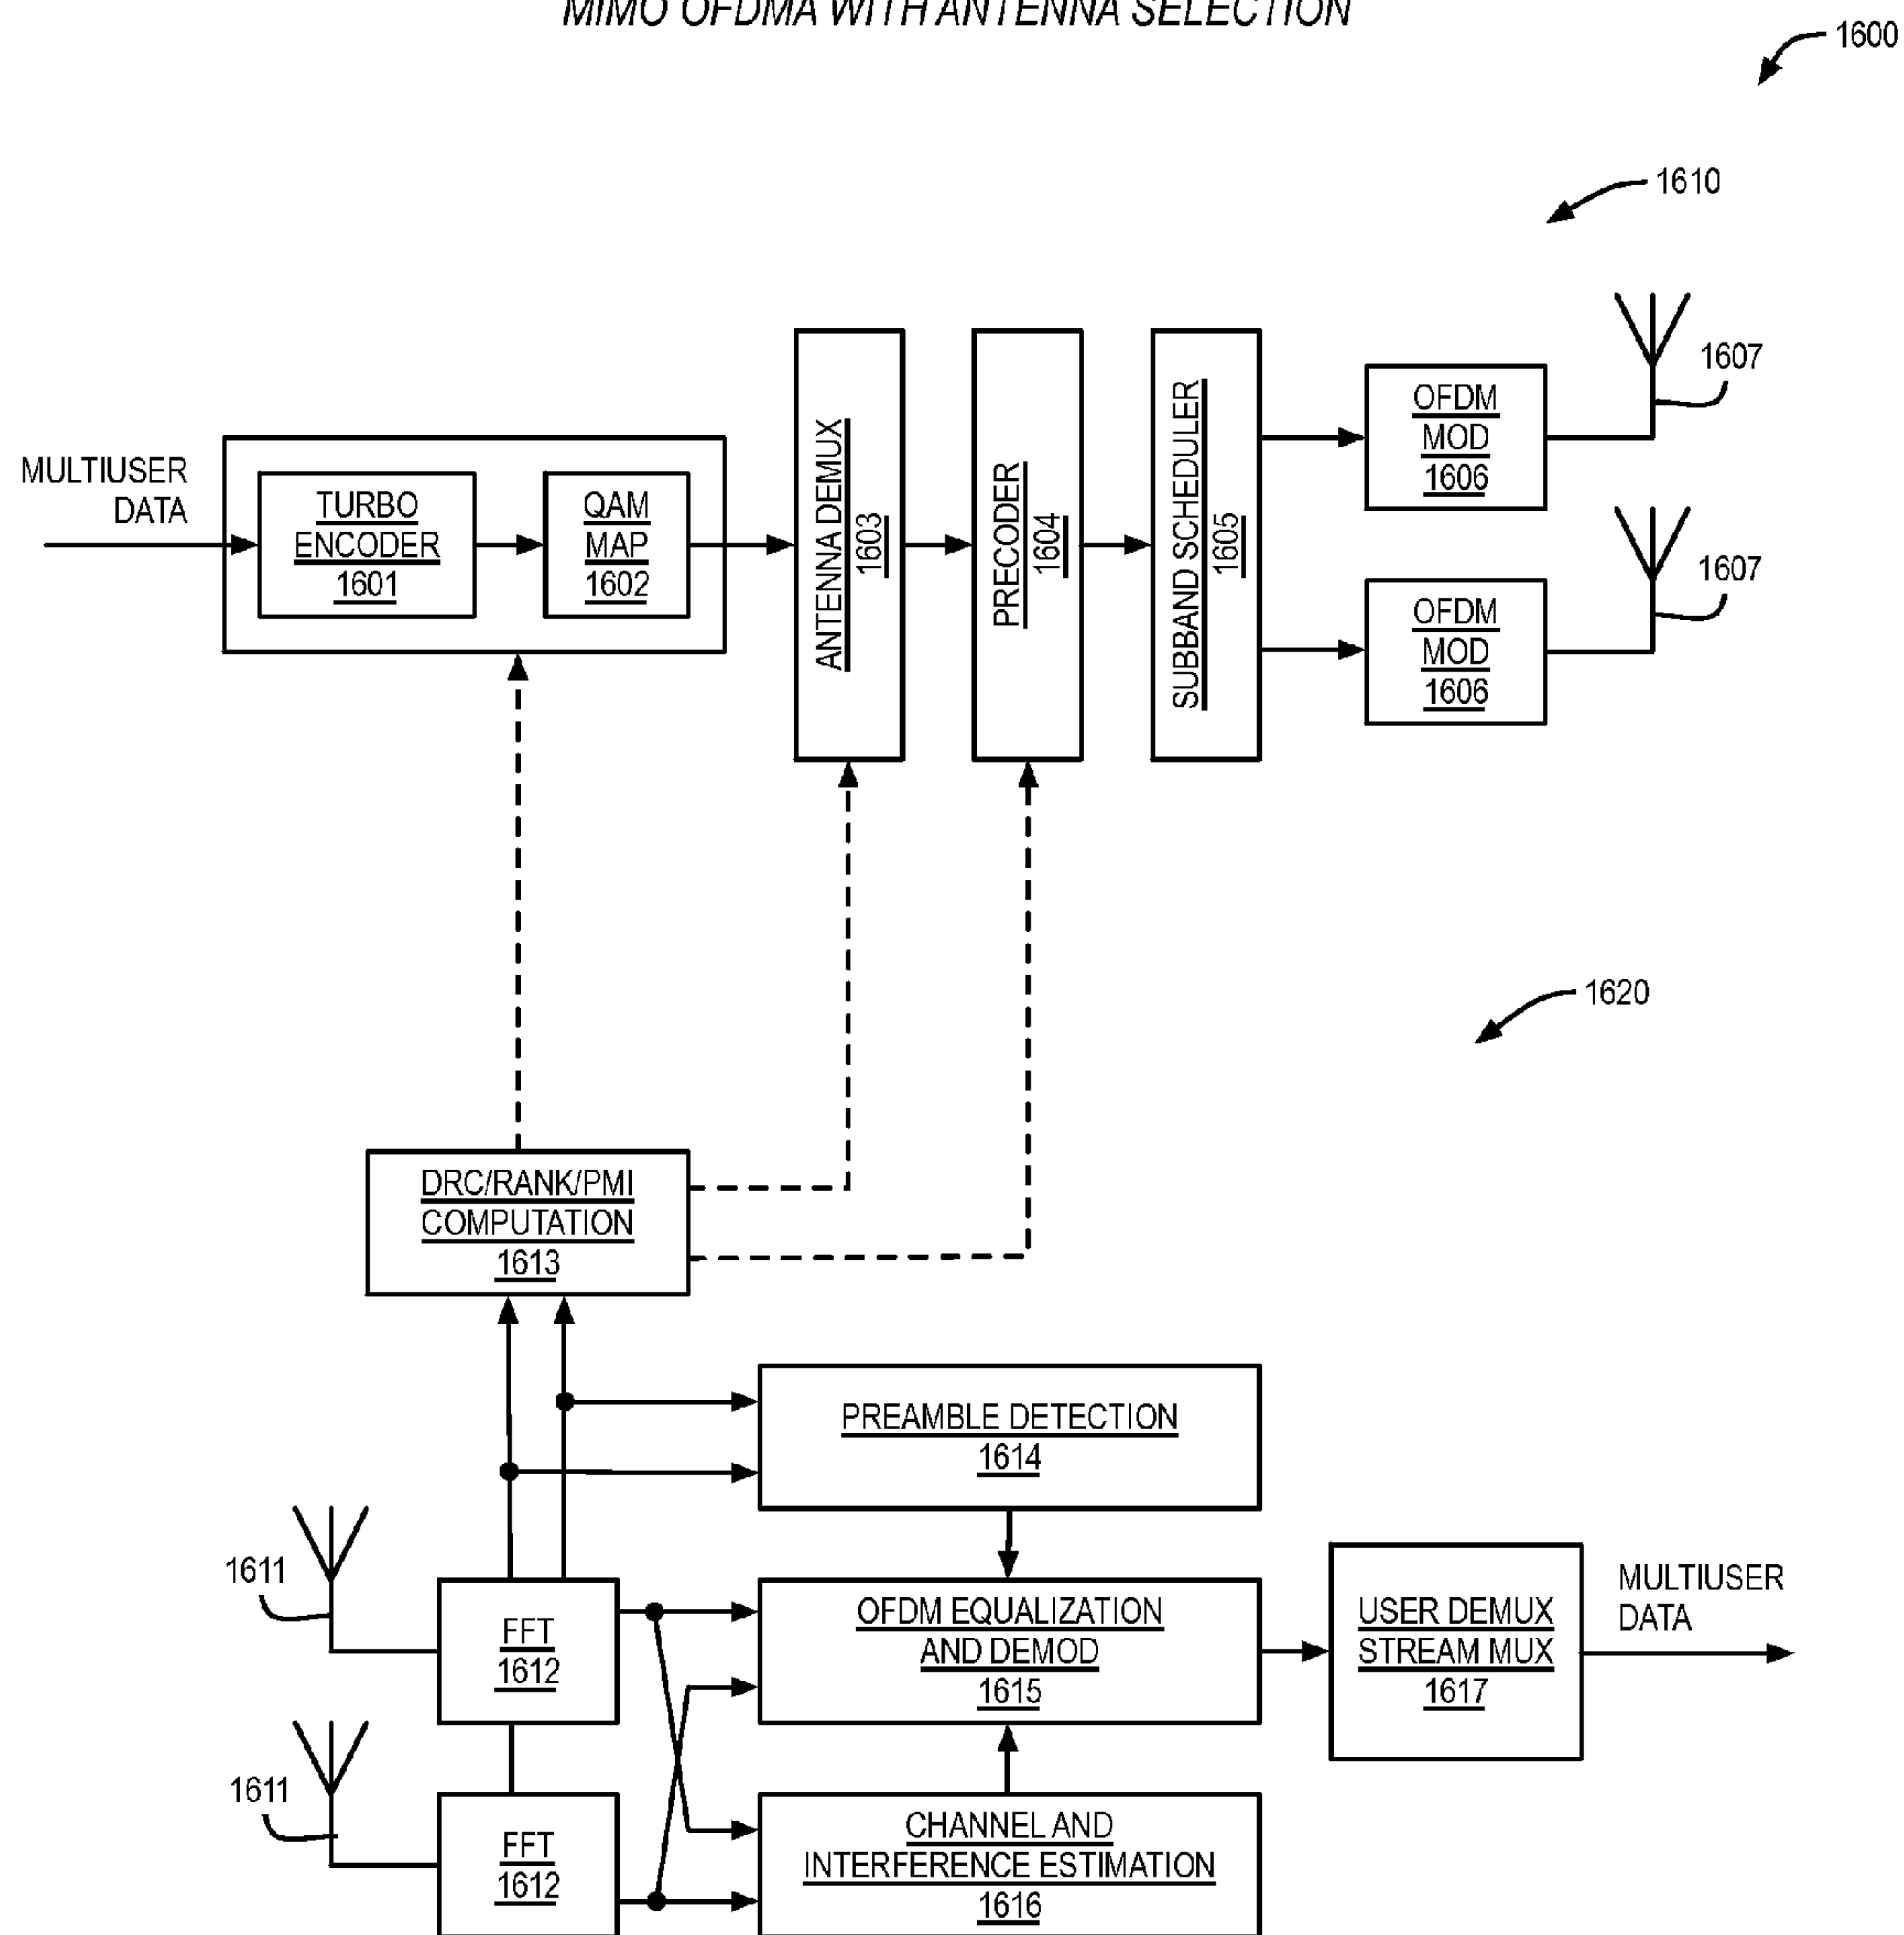 MIMO OFDMA WITH ANTENNA SELECTION
1600
1610
1607
MULTIUSER
DATA
TURBO
ENCODER
1601
QAM
MAP
1602
ANTENNA DEMUX
1603
PRECODER
1604
SUBBAND SCHEDULER
1605
OFDM
MOD
1606
1607
OFDM
MOD
1606
1620
DRC/RANK/PMI
COMPUTATION
1613
PREAMBLE DETECTION
1614
1611
FFT
1612
OFDM EQUALIZATION
AND DEMOD
1615
USER DEMUX
STREAM MUX
1617
MULTIUSER
DATA
1611
FFT
1612
CHANNEL AND
INTERFERENCE ESTIMATION
1616